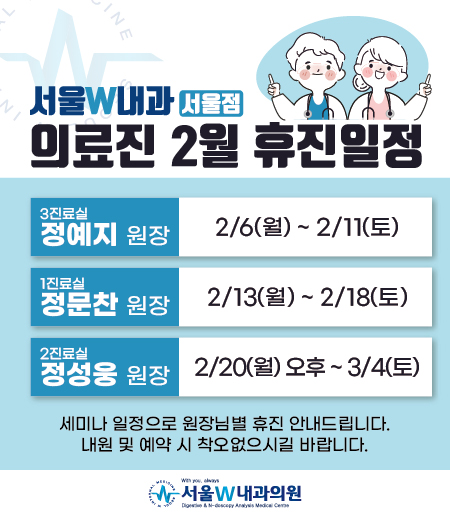 서울W내과 서울점
의료진 2월 휴진일정
3진료실
정예지 원장
2/6(월) ~ 2/11(토)
1진료실
정문찬 원장
2/13(월) ~ 2/18(토)
2진료실
정성웅 원장
2/20(월) 오후 ~ 3/4(토)
세미나 일정으로 원장님별 휴진 안내드립니다.
내원 및 예약 시 착오없으시길 바랍니다.
With you, always
서울W내과의원
Digestive & N-doscopy Analysis Medical Centre